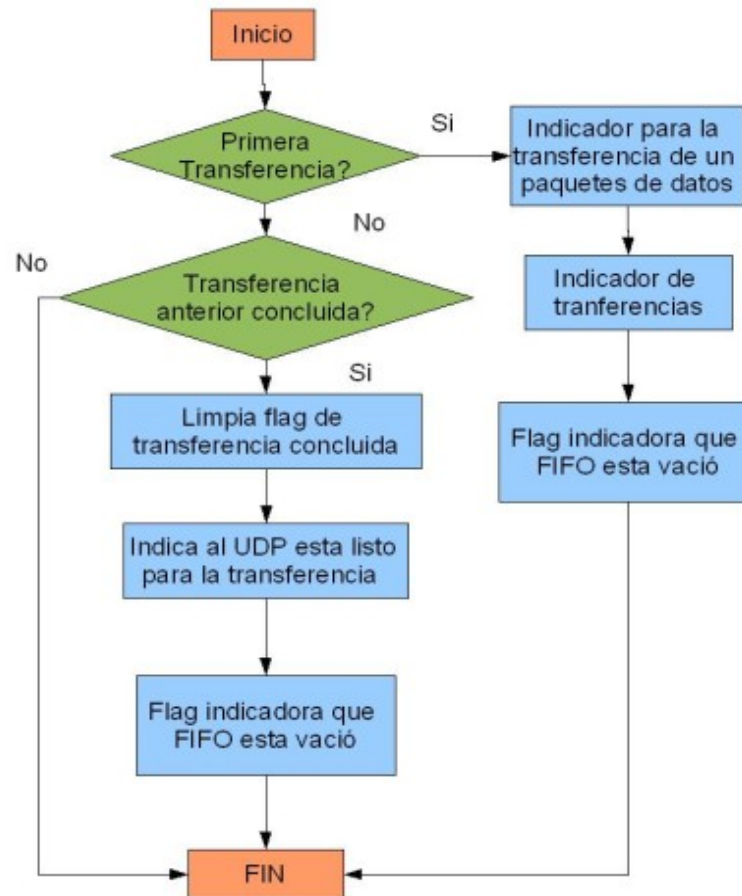 Inicio
Primera
Transferencia?
Si
Indicador para la
transferencia de un
paquetes de datos
No
No
Transferencia
anterior concluida?
Indicador de
tranferencias
Si
Limpia flag de
transferencia concluida
Flag indicadora que
FIFO esta vació
Indica al UDP esta listo
para la transferencia
Flag indicadora que
FIFO esta vació
FIN